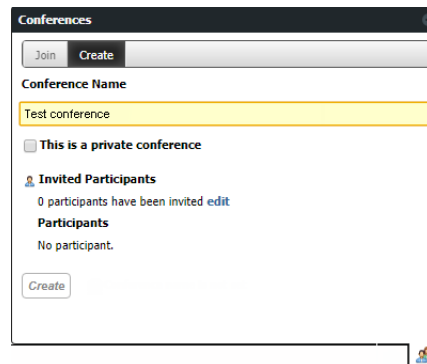 Conferences
Join Create
Conference Name
Test conference
This is a private conference
Invited Participants
0 participants have been invited edit
Participants
No participant.
Create